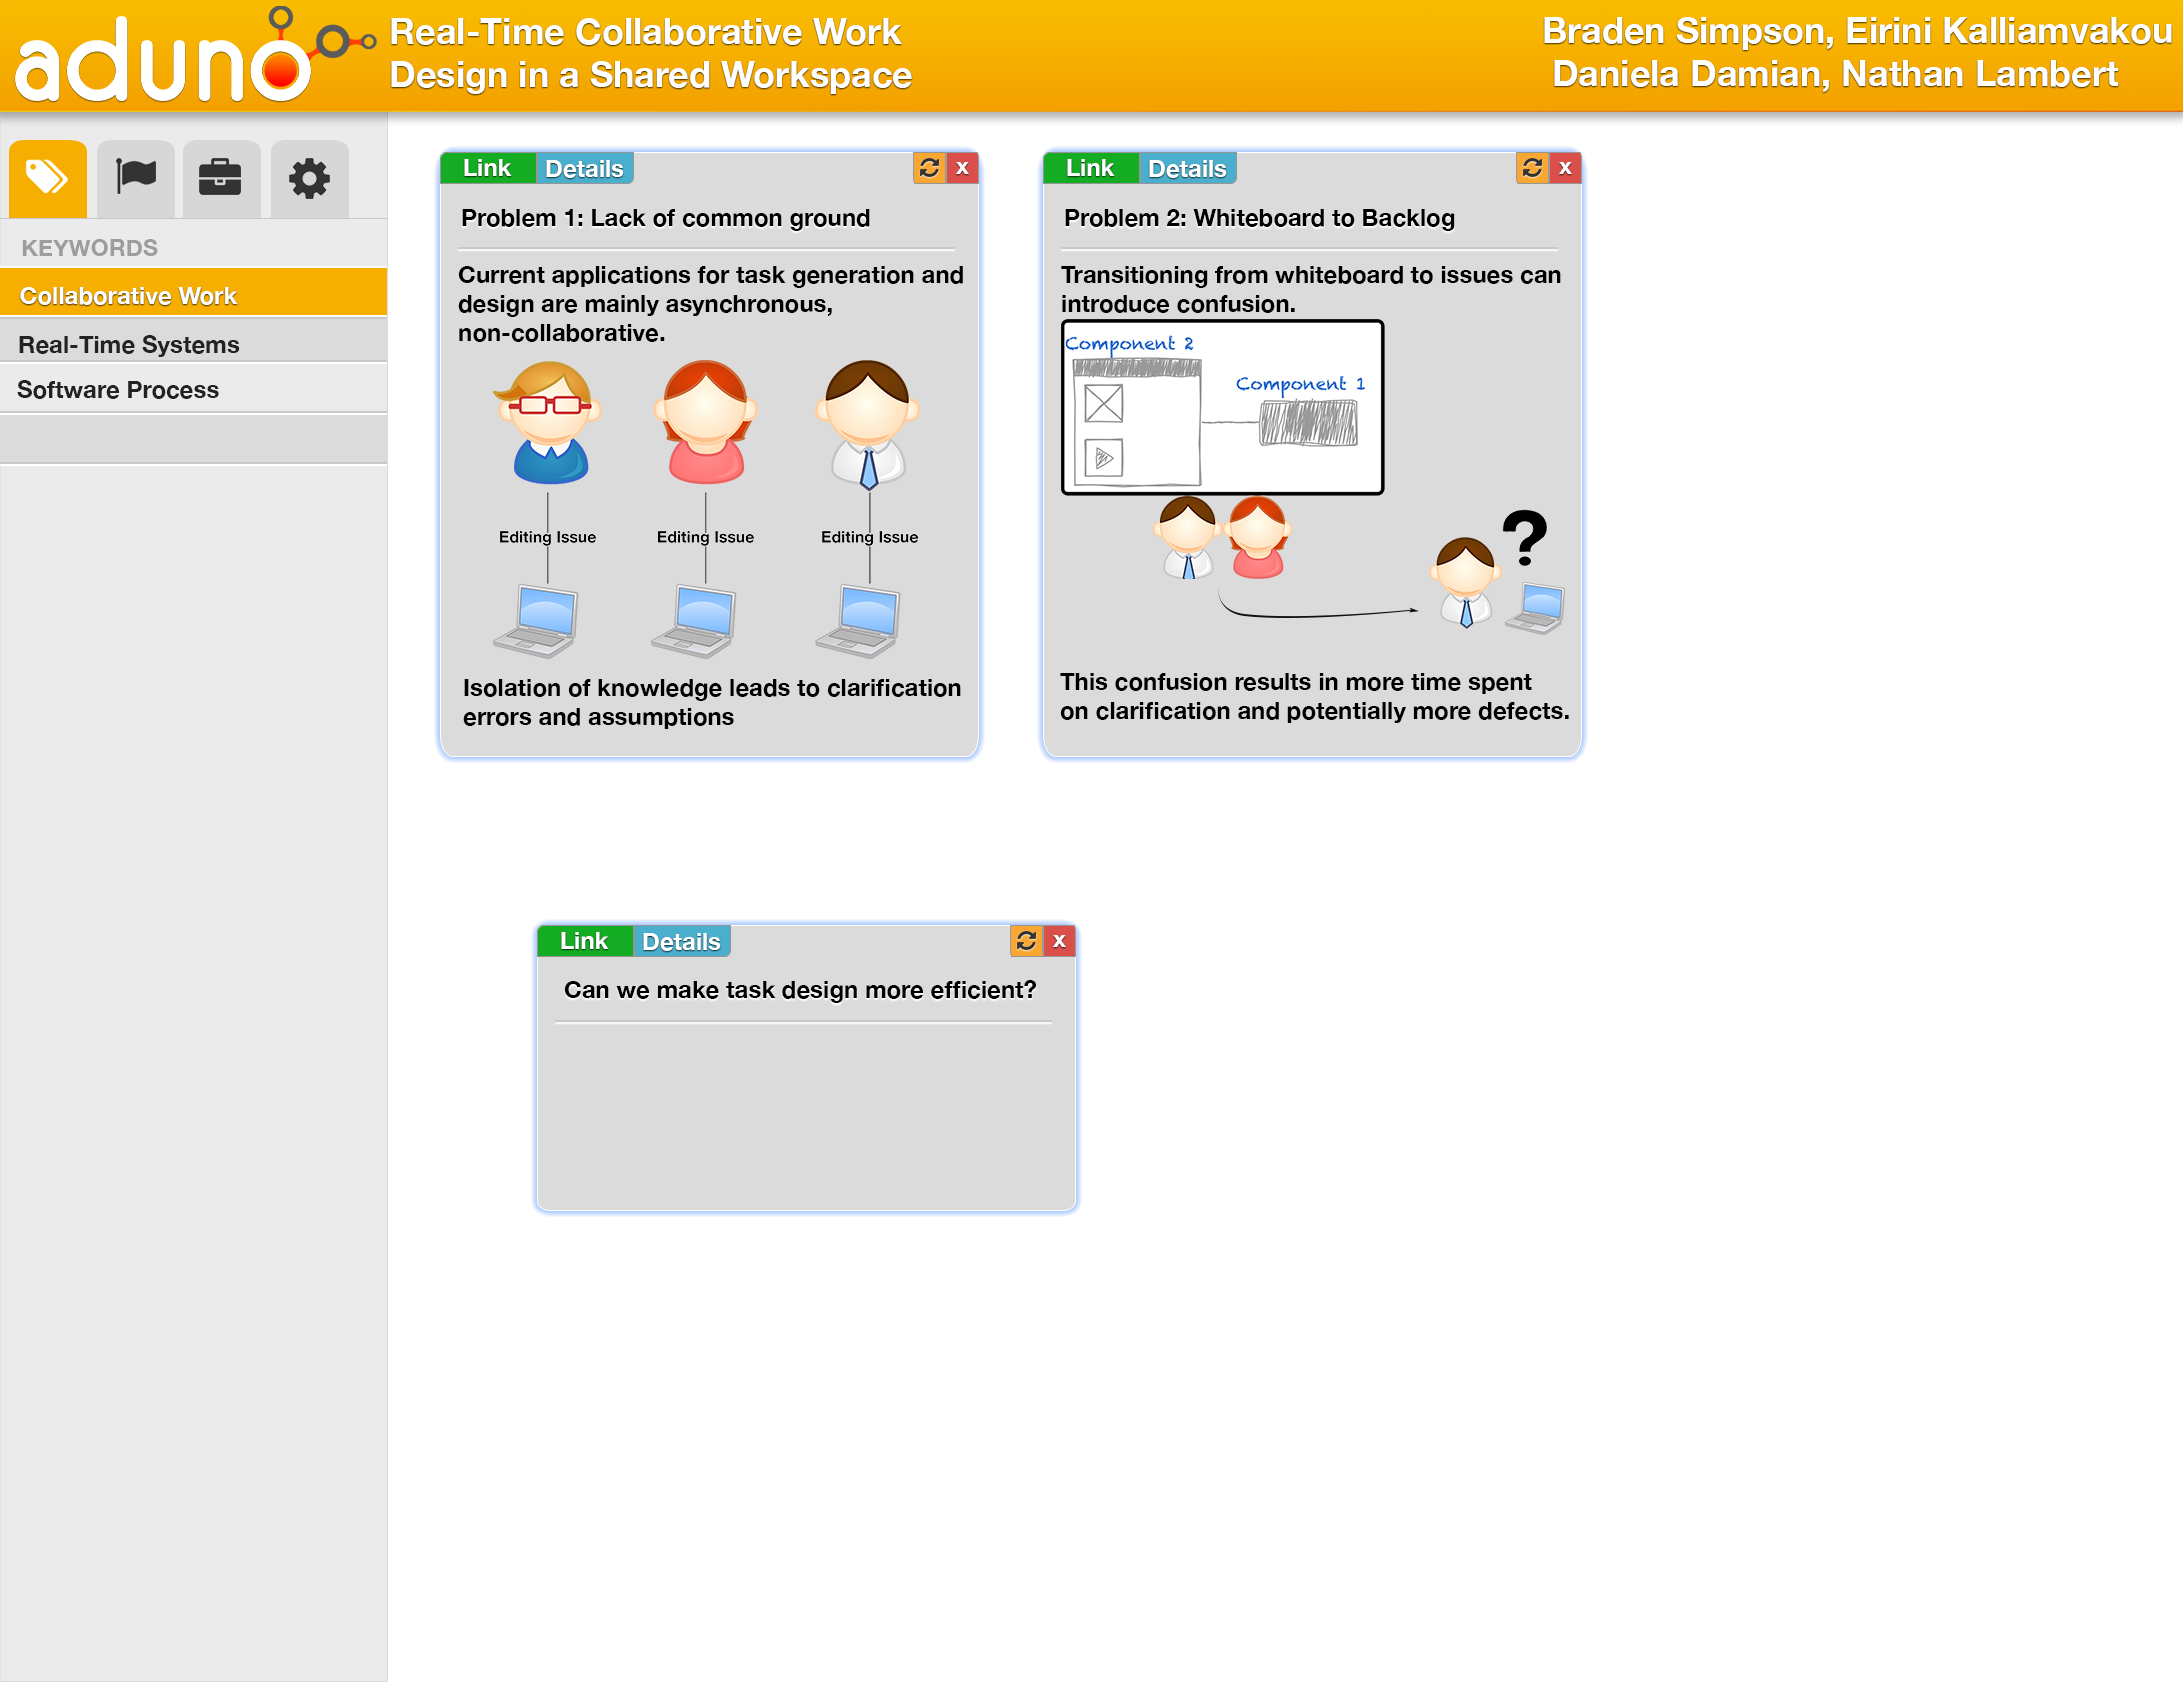 aduno
Real-Time Collaborative Work
Design in a Shared Workspace
Braden Simpson, Eirini Kalliamvakou
Daniela Damian, Nathan Lambert
KEYWORDS
Collaborative Work
Real-Time Systems
Software Process
Link Details x
Problem 1: Lack of common ground
Current applications for task generation and
design are mainly asynchronous,
non-collaborative.
Editing Issue Editing Issue Editing Issue
Isolation of knowledge leads to clarification
errors and assumptions
Link Details x
Problem 2: Whiteboard to Backlog
Transitioning from whiteboard to issues can
introduce confusion.
Component 2
Component 1
?
This confusion results in more time spent
on clarification and potentially more defects.
Link Details x
Can we make task design more efficient?